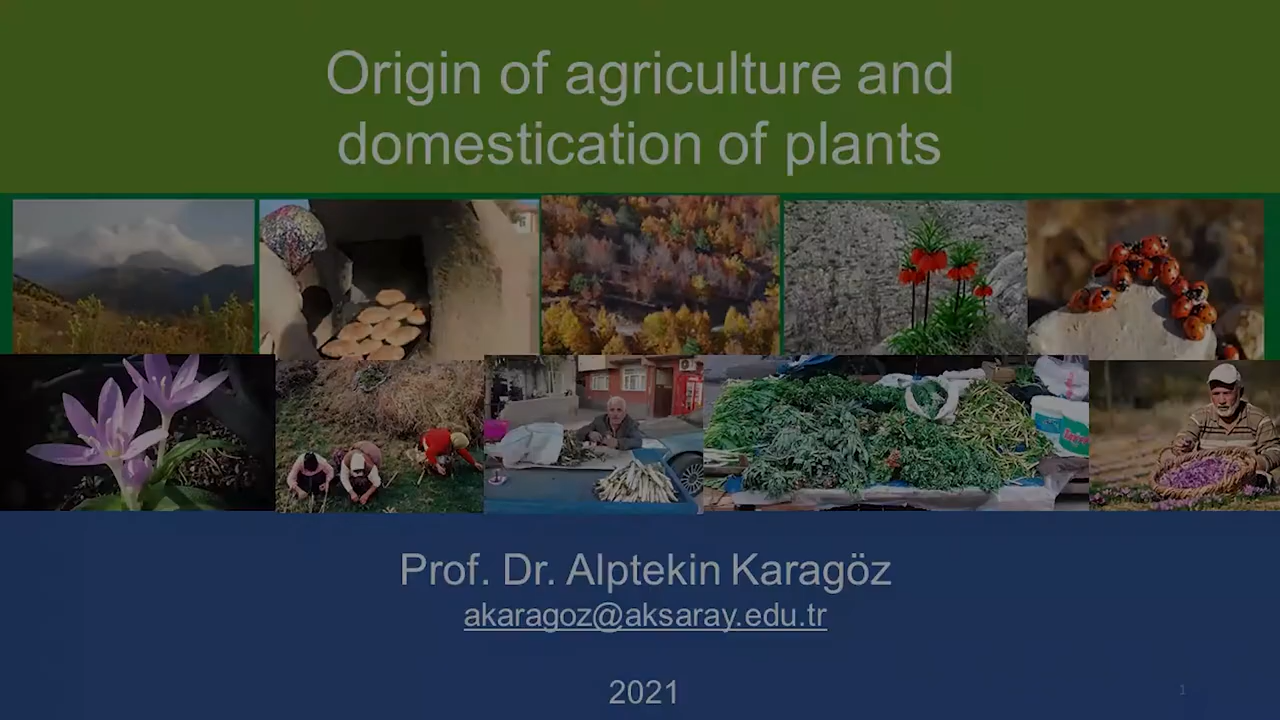 Origin of agriculture and
domestication of plants
Prof. Dr. Alptekin Karagöz
akaragoz@aksaray.edu.tr
2021
1